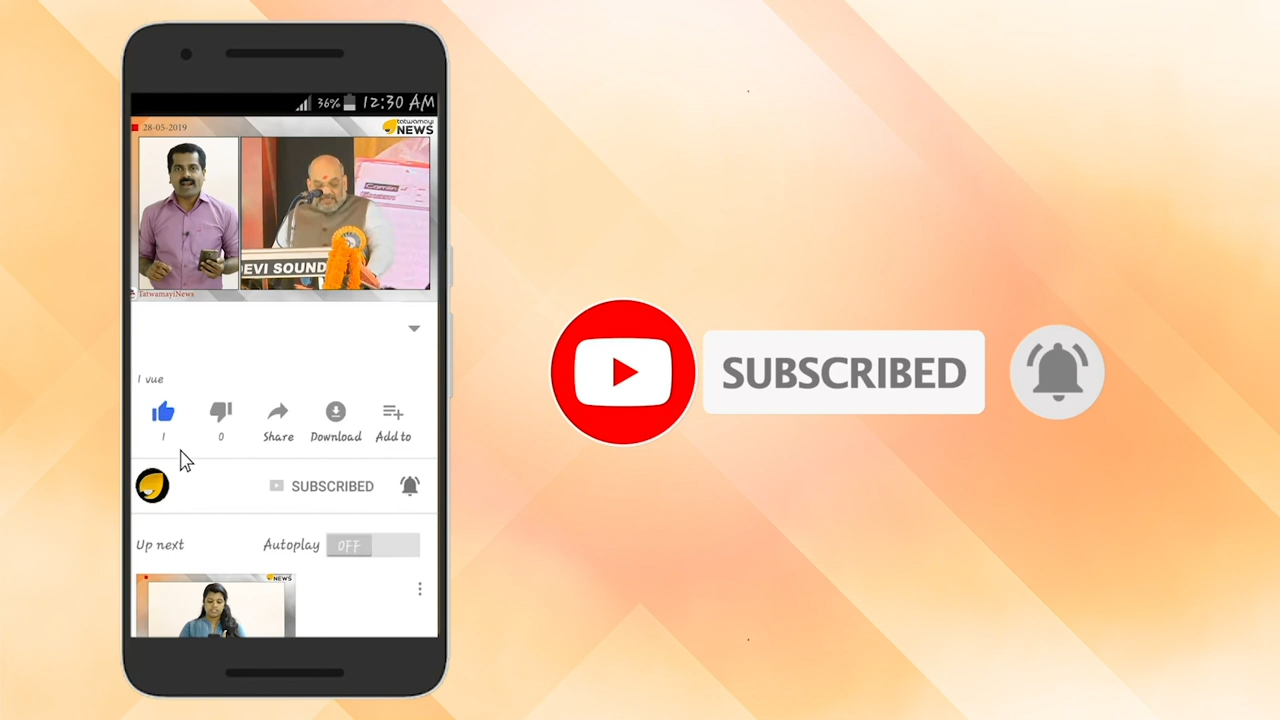 36% 12:30 AM
28-05-2019
tatwamayi
NEWS
DEVI SOUND
TatwamayiNews
1 vue
1
0
Share
Download
Add to
SUBSCRIBED
Up next
Autoplay
OFF
NEWS
SUBSCRIBED